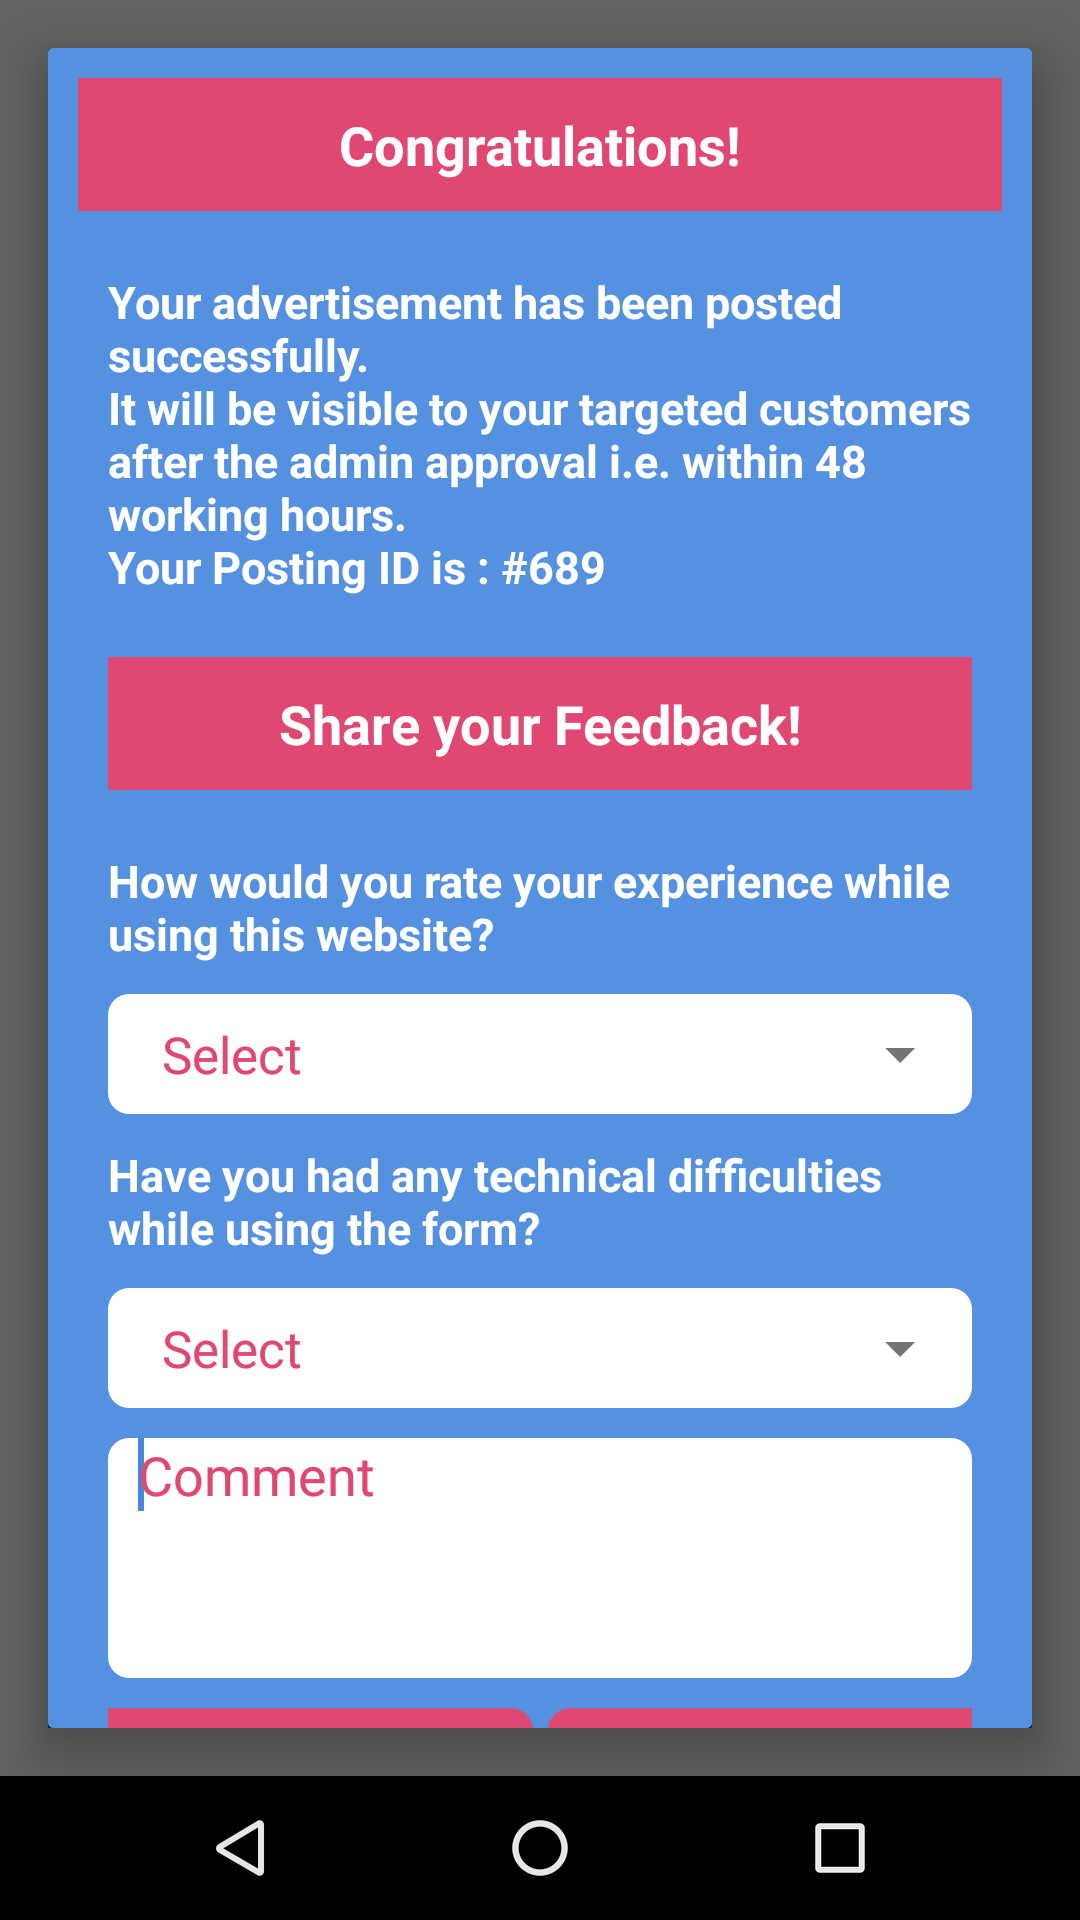 Congratulations!
Your advertisement has been posted
successfully.
It will be visible to your targeted customers
after the admin approval i.e. within 48
working hours.
Your Posting ID is : #689
Share your Feedback!
How would you rate your experience while
using this website?
Select
Have you had any technical difficulties
while using the form?
Select
Comment